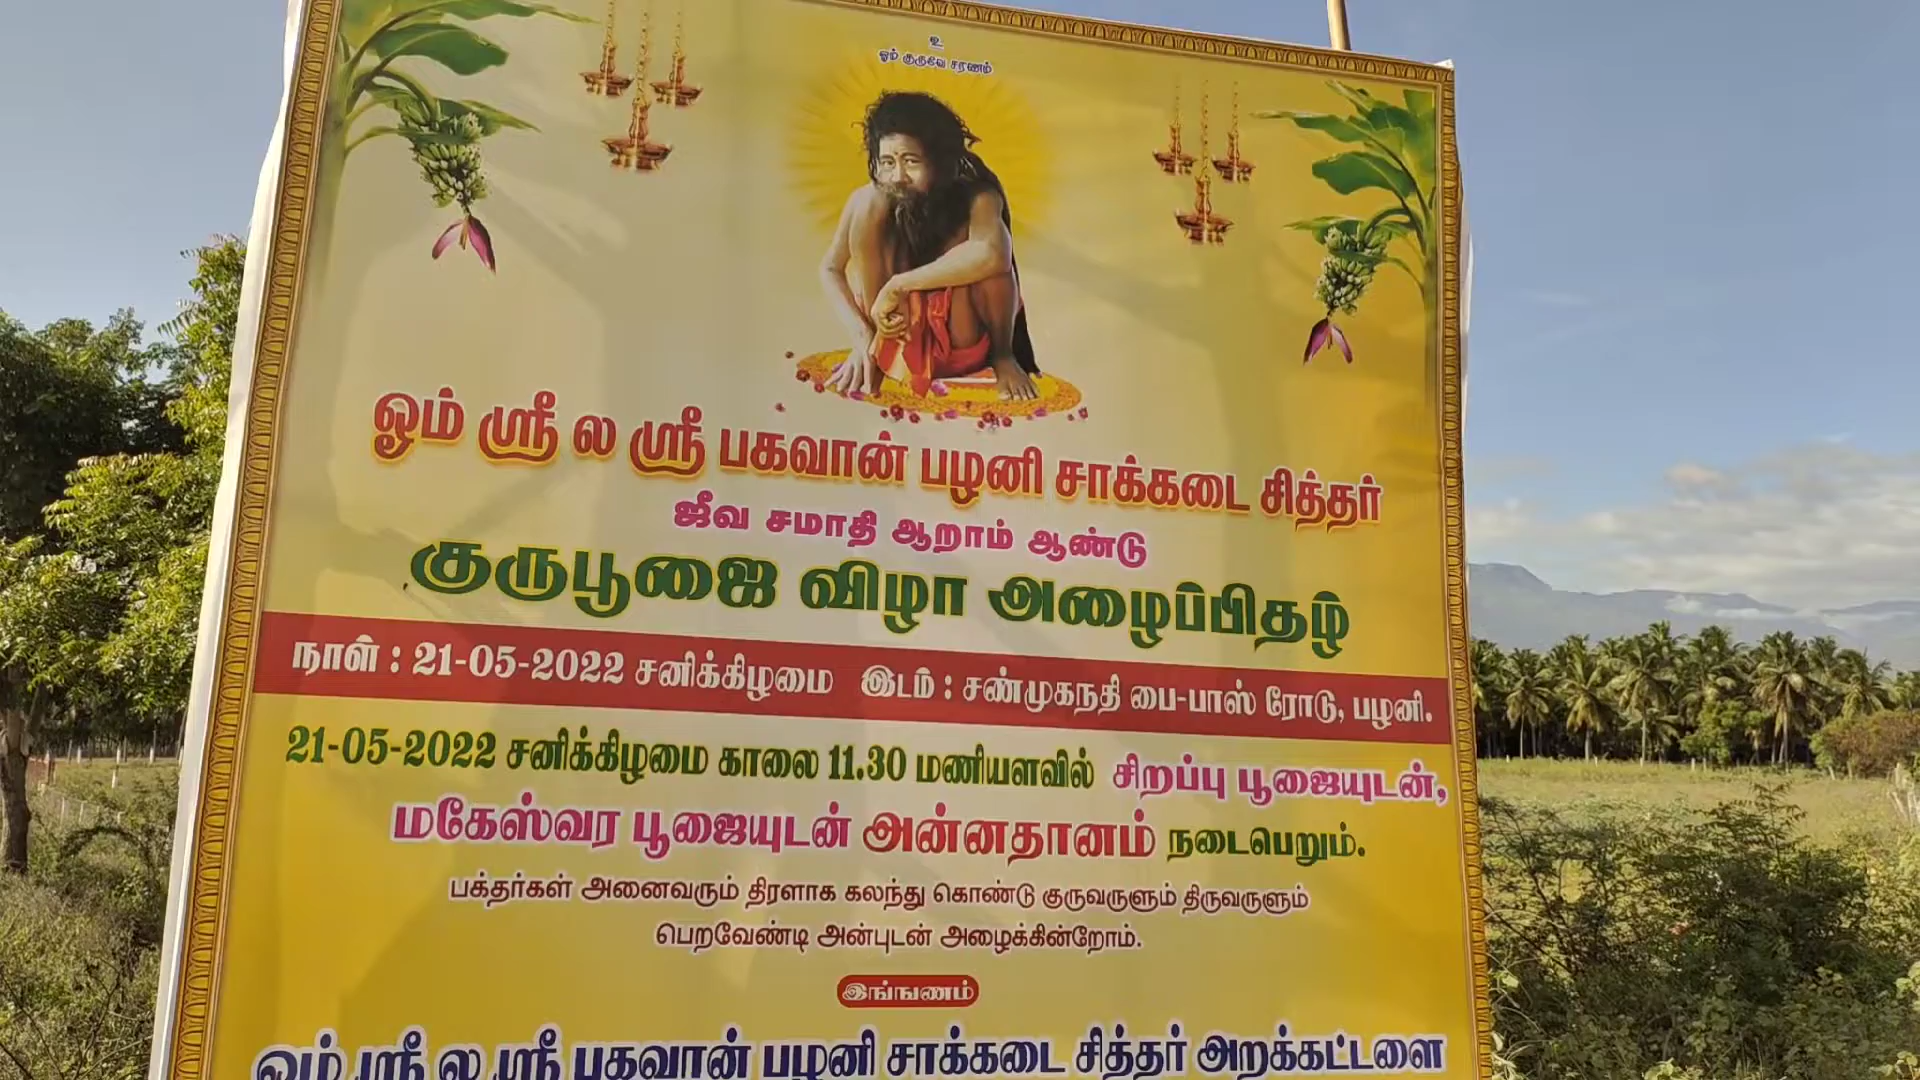 உ
ஓம் குருவே சரணம்
ஓம் ஸ்ரீ ல ஸ்ரீ பகவான் பழனி சாக்கடை சித்தர்
ஜீவ சமாதி ஆறாம் ஆண்டு
குருபூஜை விழா அழைப்பிதழ்
நாள் : 21-05-2022 சனிக்கிழமை இடம் : சண்முகநதி பை-பாஸ் ரோடு, பழனி.
21-05-2022 சனிக்கிழமை காலை 11.30 மணியளவில் சிறப்பு பூஜையுடன்,
மகேஸ்வர பூஜையுடன் அன்னதானம் நடைபெறும்.
பக்தர்கள் அனைவரும் திரளாக கலந்து கொண்டு குருவருளும் திருவருளும்
பெறவேண்டி அன்புடன் அழைக்கின்றோம்.
இங்ஙணம்
ஓம் ஸ்ரீ ல ஸ்ரீ பகவான் பழனி சாக்கடை சித்தர் அறக்கட்டளை